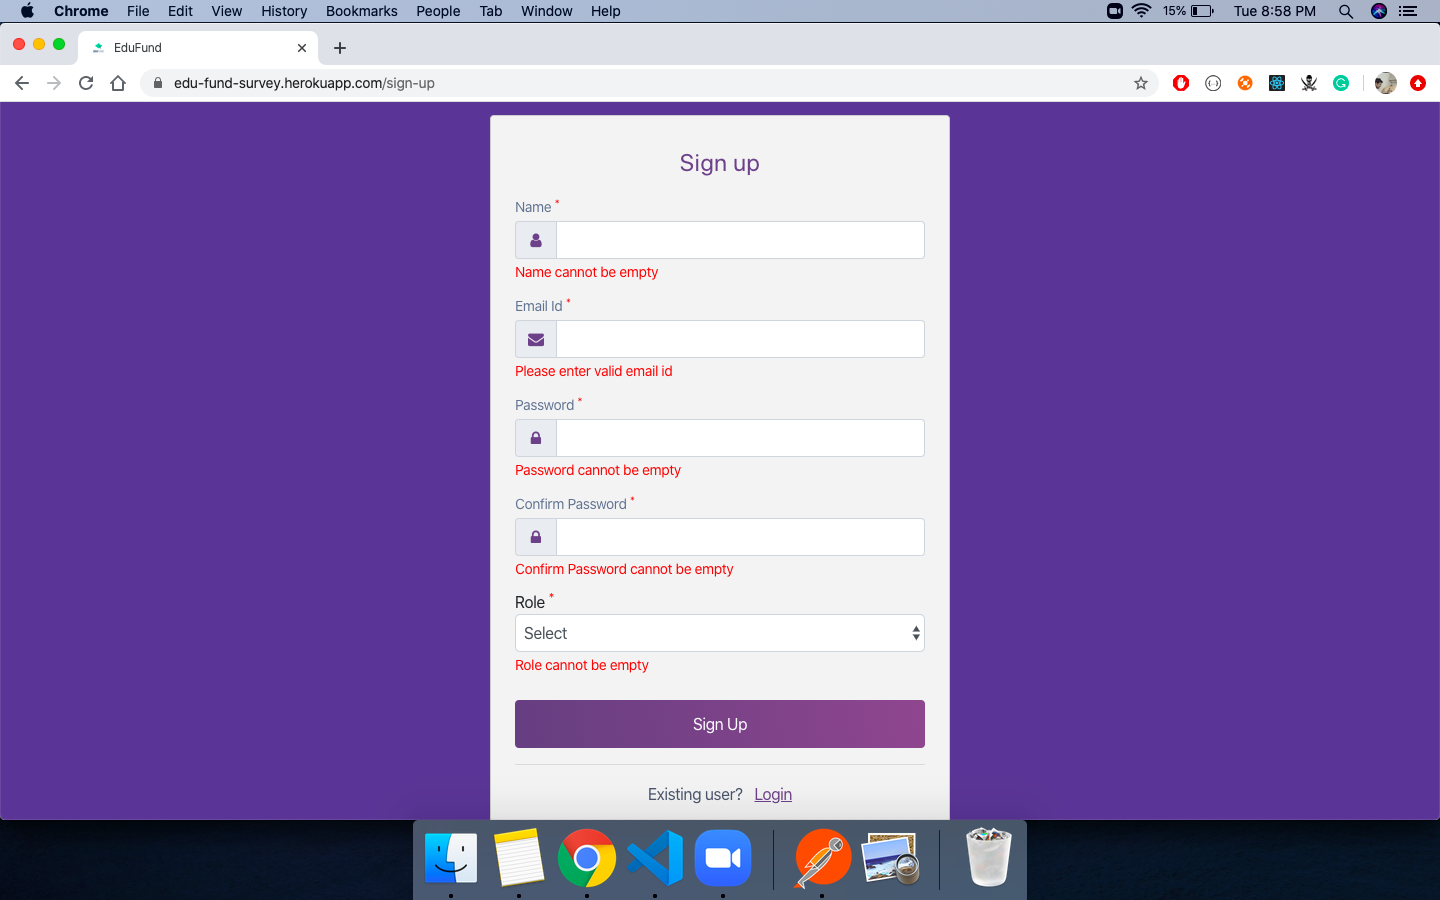 Chrome File Edit View History Bookmarks People Tab Window Help 15% Tue 8:58 PM
EduFund
edu-fund-survey.herokuapp.com/sign-up
Sign up
Name *
Name cannot be empty
Email Id *
Please enter valid email id
Password *
Password cannot be empty
Confirm Password *
Confirm Password cannot be empty
Role *
Select
Role cannot be empty
Sign Up
Existing user? Login